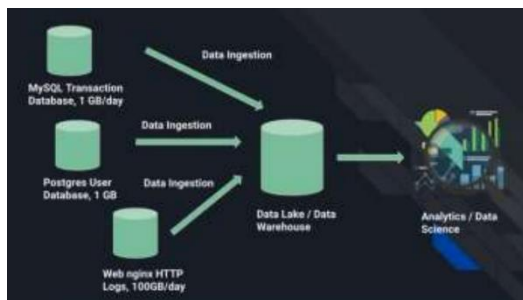 Data Ingestion
MySQL Transaction
Database, 1 GB/day
Data Ingestion
Postgres User
Database, 1 GB
Data Ingestion
Data Lake / Data
Warehouse
Analytics / Data
Science
Web nginx HTTP
Logs, 100GB/day